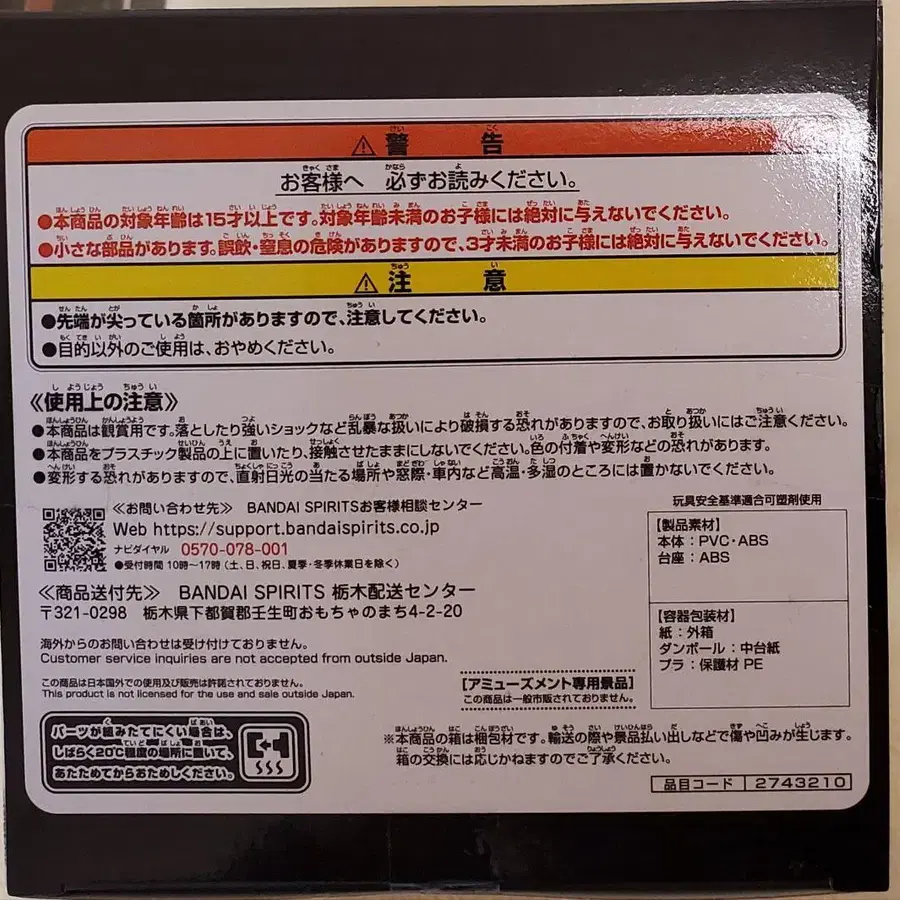 ⚠警告
お客様へ 必ずお読みください。
●本商品の対象年齢は15才以上です。対象年齢未満のお子様には絶対に与えないでください。
●小さな部品があります。誤飲・窒息の危険がありますので、3才未満のお子様には絶対に与えないでください。
⚠注意
●先端が尖っている箇所がありますので、注意してください。
●目的以外のご使用は、おやめください。
《使用上の注意》
●本商品は観賞用です。落としたり強いショックなど乱暴な扱いにより破損する恐れがありますので、お取り扱いにはご注意ください。
●本商品をプラスチック製品の上に置いたり、接触させたままにしないでください。色の付着や変形などの恐れがあります。
●変形する恐れがありますので、直射日光の当たる場所や窓際・車内など高温・多湿のところには置かないでください。
≪お問い合わせ先≫ BANDAI SPIRITSお客様相談センター
Web https://support.bandaispirits.co.jp
ナビダイヤル 0570-078-001
●受付時間 10時〜17時(土、日、祝日、夏季・冬季休業日を除く)
≪商品送付先≫ BANDAI SPIRITS 栃木配送センター
〒321-0298 栃木県下都賀郡壬生町おもちゃのまち4-2-20
海外からのお問い合わせは受け付けておりません。
Customer service inquiries are not accepted from outside Japan.
この商品は日本国外での使用及び販売は許諾されておりません。
This product is not licensed for the use and sale outside Japan.
パーツが組みたてにくい場合は、
しばらく20℃程度の場所に置いて、
あたためてからおためしください。
玩具安全基準適合可塑剤使用
【製品素材】
本体:PVC・ABS
台座:ABS
【容器包装材】
紙:外箱
ダンボール:中台紙
プラ:保護材 PE
【アミューズメント専用景品】
この商品は一般市販されておりません。
※本商品の箱は梱包材です。輸送の際や景品払い出しなどで傷や凹みが生じます。
箱の交換には応じかねますのでご了承ください。
品目コード 2743210